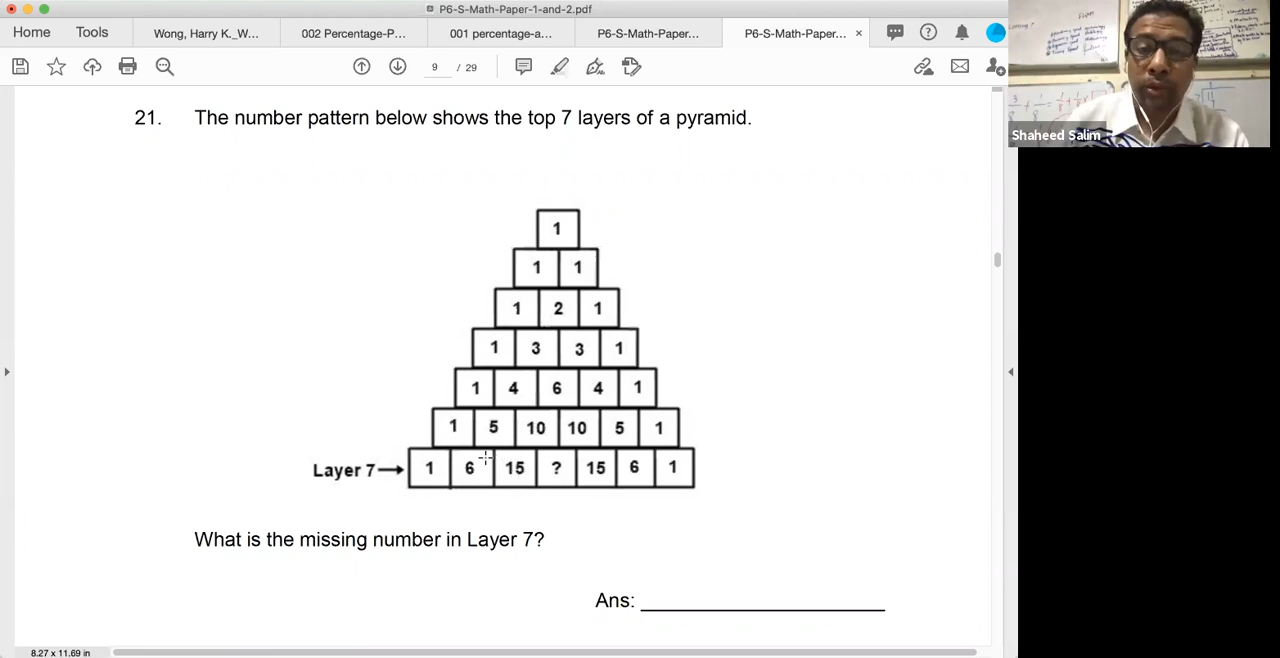 P6-S-Math-Paper-1-and-2.pdf
Home Tools Wong, Harry K._W... 002 Percentage-P... 001 percentage-a... P6-S-Math-Paper... P6-S-Math-Paper... ×
9 / 29
Shaheed Salim
21. The number pattern below shows the top 7 layers of a pyramid.
1
1 1
1 2 1
1 3 3 1
1 4 6 4 1
1 5 10 10 5 1
Layer 7 1 6 15 ? 15 6 1
What is the missing number in Layer 7?
Ans:
8.27 x 11.69 in